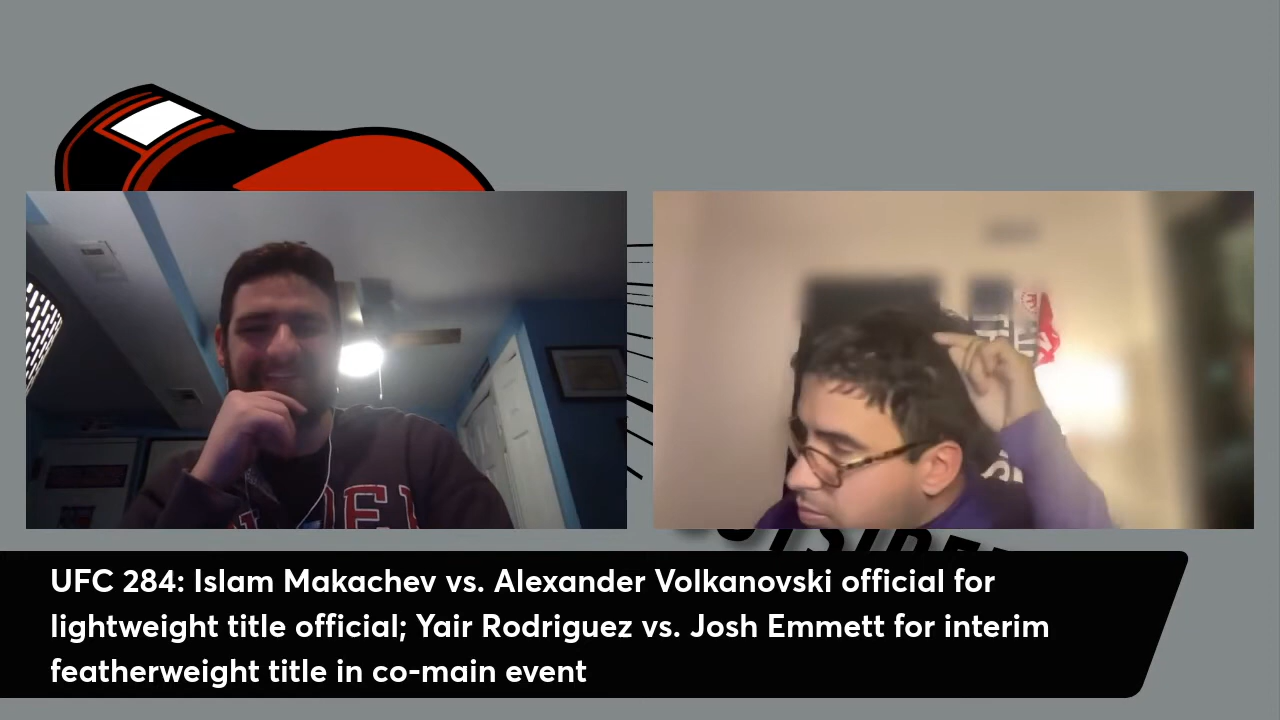 UFC 284: Islam Makachev vs. Alexander Volkanovski official for
lightweight title official; Yair Rodriguez vs. Josh Emmett for interim
featherweight title in co-main event